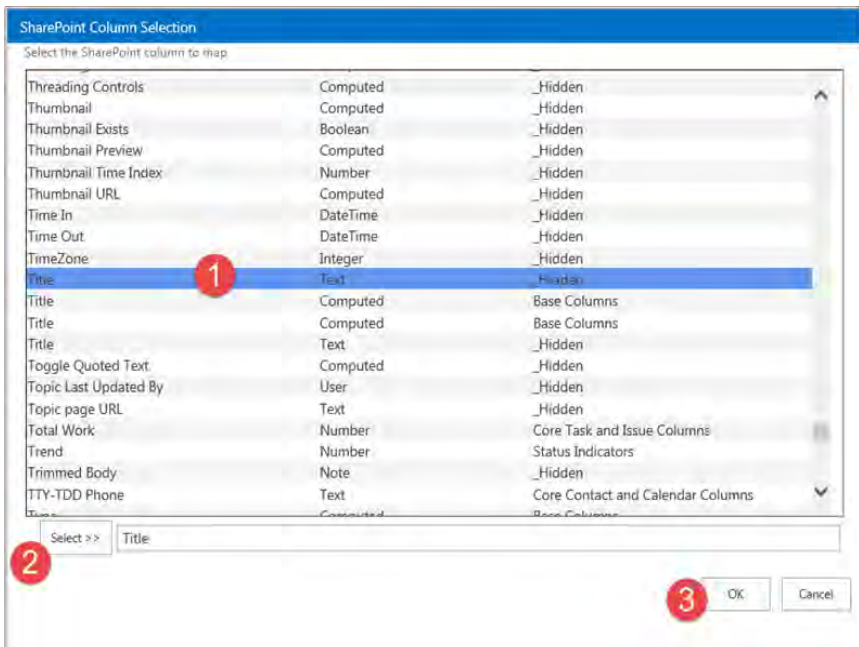 SharePoint Column Selection
Select the SharePoint column to map
Threading Controls Computed _Hidden
Thumbnail Computed _Hidden
Thumbnail Exists Boolean _Hidden
Thumbnail Preview Computed _Hidden
Thumbnail Time Index Number _Hidden
Thumbnail URL Computed _Hidden
Time In DateTime _Hidden
Time Out DateTime _Hidden
TimeZone Integer _Hidden
Title 1 Text _Hidden
Title Computed Base Columns
Title Computed Base Columns
Title Text _Hidden
Toggle Quoted Text Computed _Hidden
Topic Last Updated By User _Hidden
Topic page URL Text _Hidden
Total Work Number Core Task and Issue Columns
Trend Number Status Indicators
Trimmed Body Note _Hidden
TTY-TDD Phone Text Core Contact and Calendar Columns
Type Computed Base Columns
Select >> Title
2
3 OK Cancel